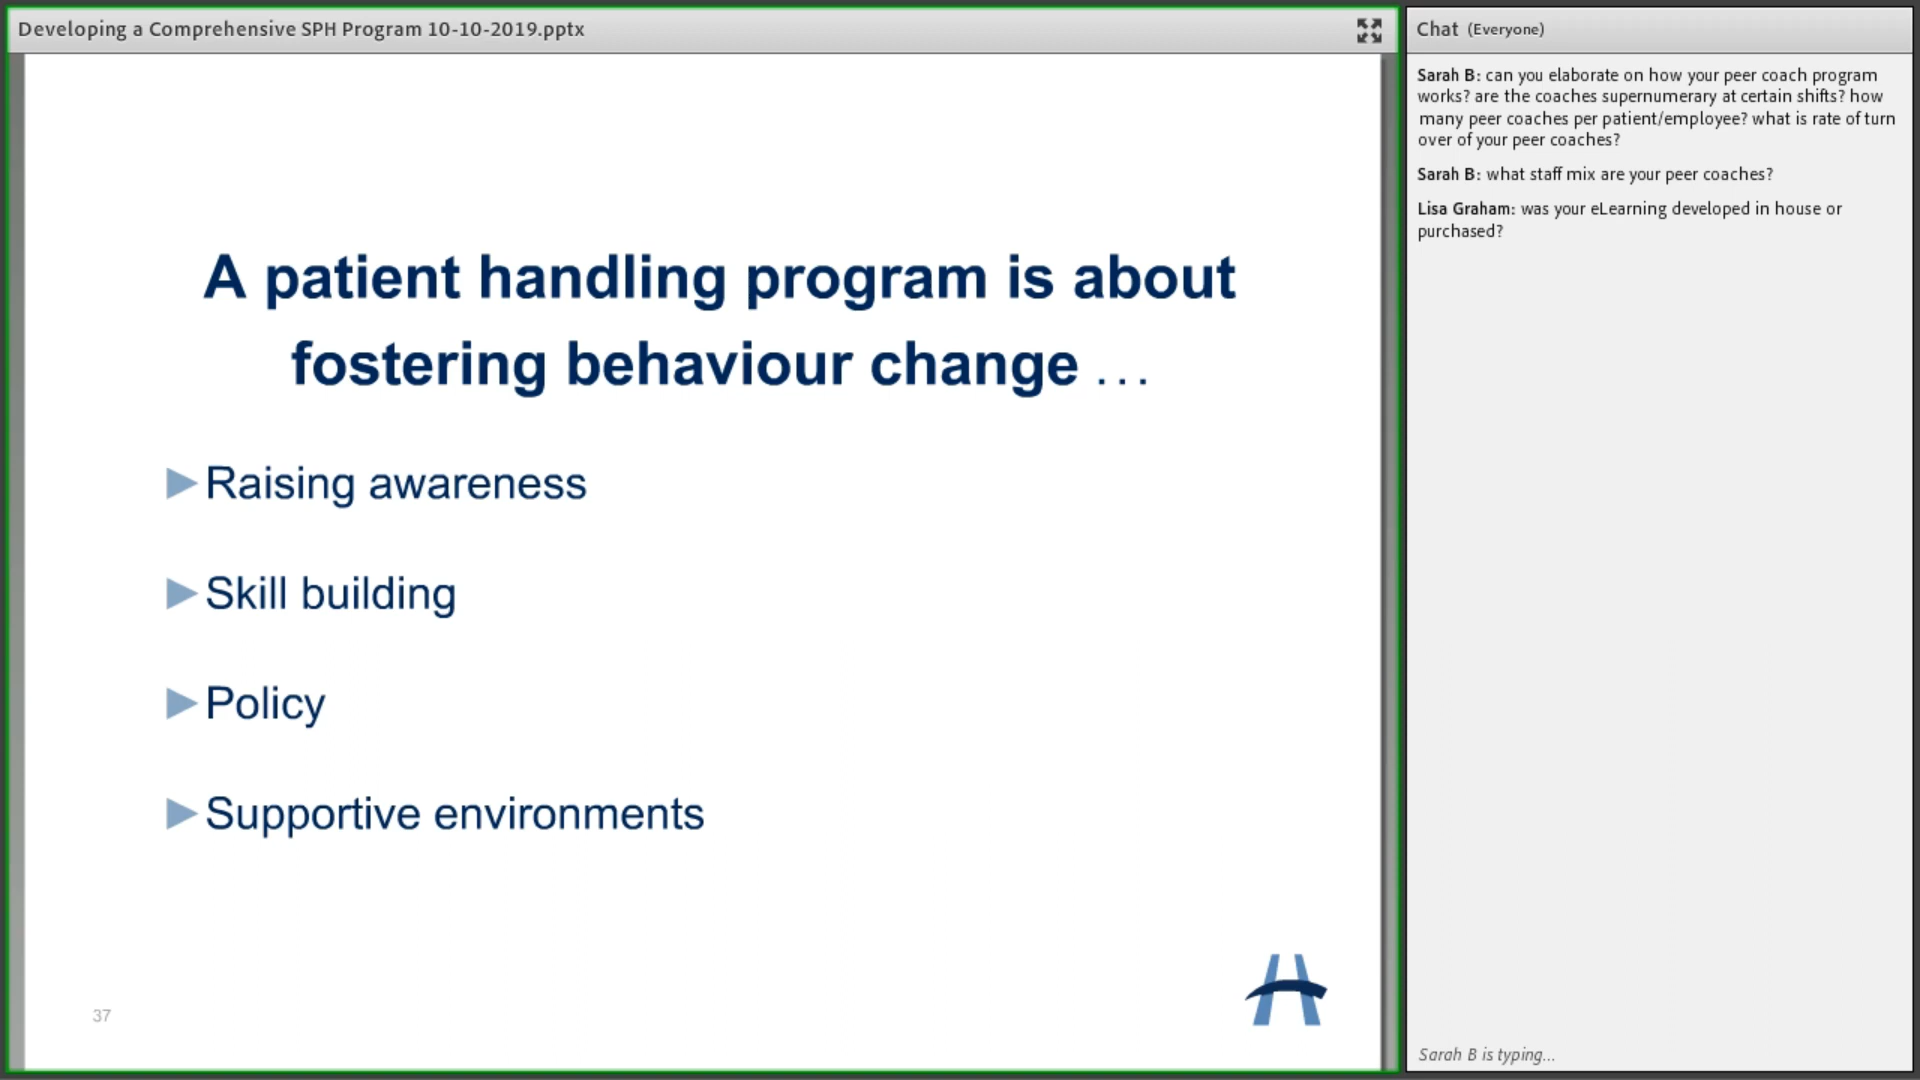 Developing a Comprehensive SPH Program 10-10-2019.pptx
A patient handling program is about
fostering behaviour change ...
Raising awareness
Skill building
Policy
Supportive environments
37
Chat (Everyone)
Sarah B: can you elaborate on how your peer coach program
works? are the coaches supernumerary at certain shifts? how
many peer coaches per patient/employee? what is rate of turn
over of your peer coaches?
Sarah B: what staff mix are your peer coaches?
Lisa Graham: was your eLearning developed in house or
purchased?
Sarah B is typing...